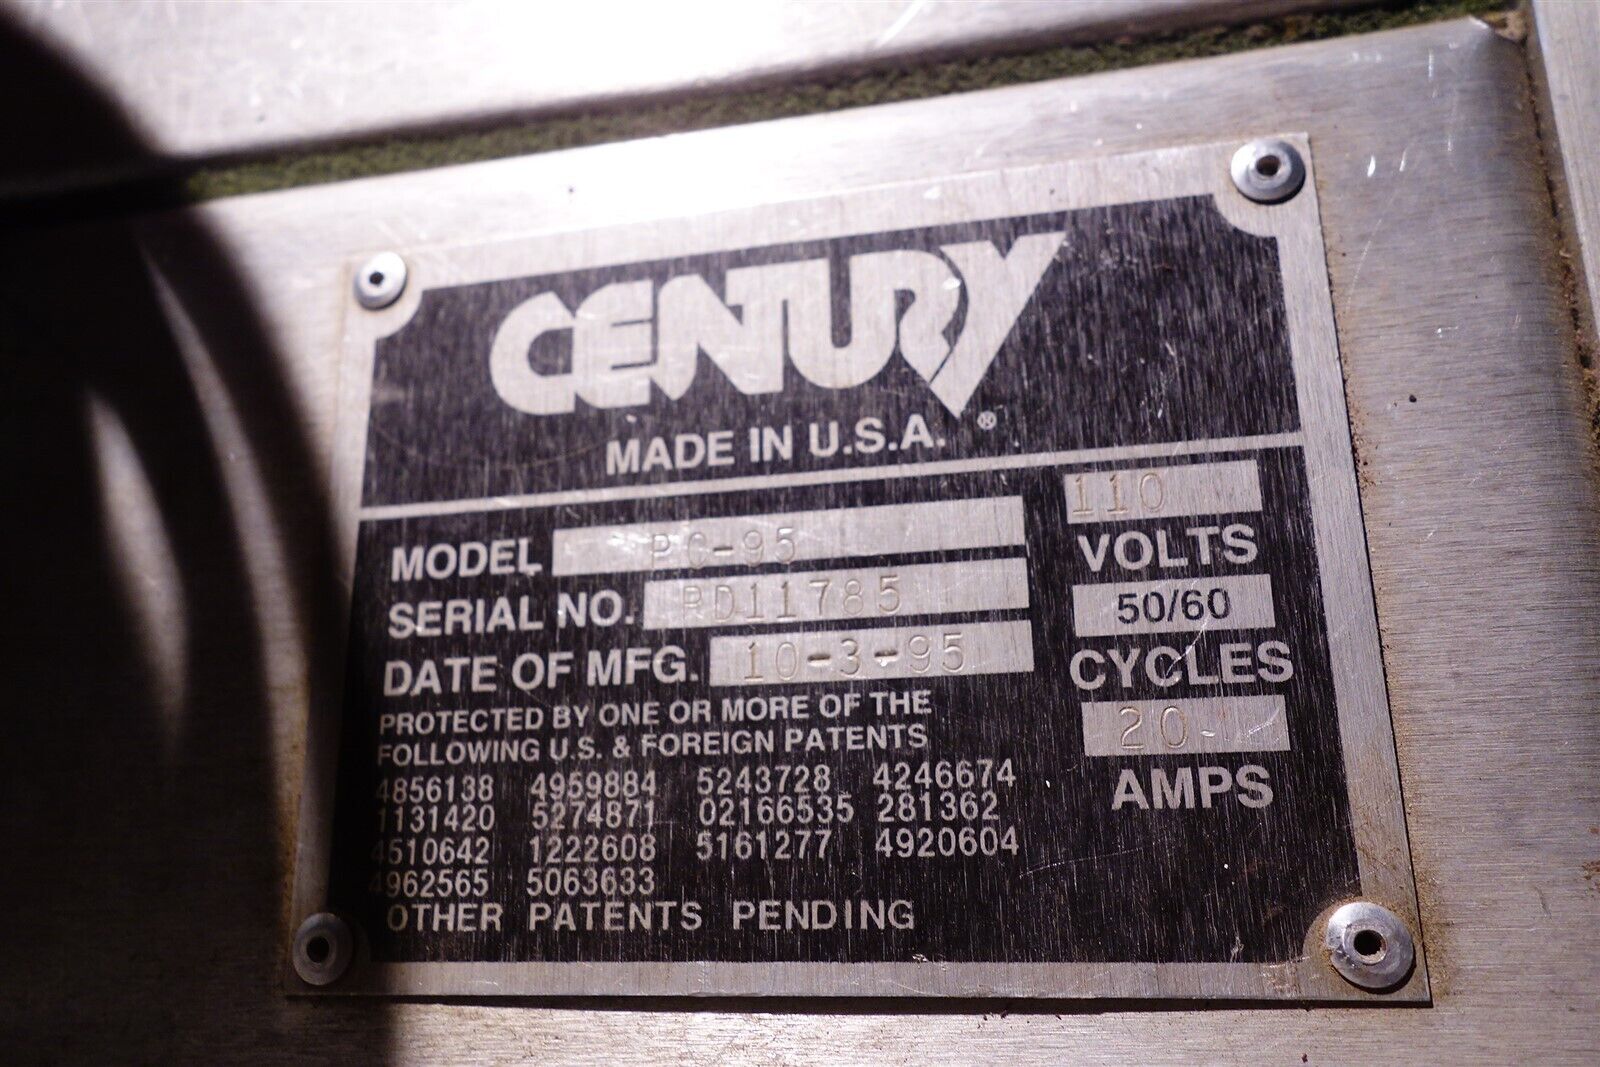 CENTURY®
MADE IN U.S.A.
MODEL PC-95
SERIAL NO. RD11785
DATE OF MFG. 10-3-95
110
VOLTS
50/60
CYCLES
20
AMPS
PROTECTED BY ONE OR MORE OF THE
FOLLOWING U.S. & FOREIGN PATENTS
4856138 4959884 5243728 4246674
1131420 5274871 02166535 281362
4510642 1222608 5161277 4920604
4962565 5063633
OTHER PATENTS PENDING